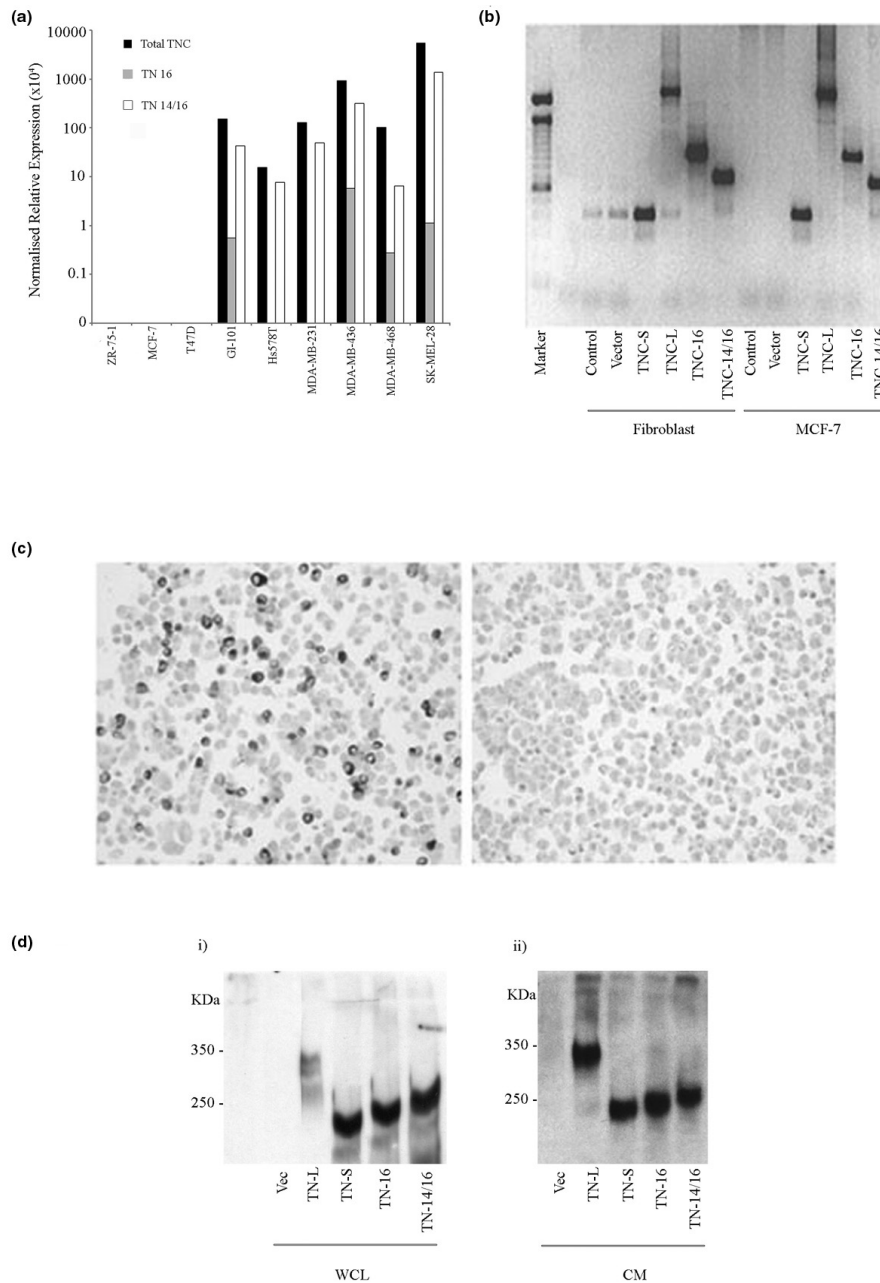 (a)
10000
1000
100
10
1
0.1
0
Normalised Relative Expression (x10⁴)
Total TNC
TN 16
TN 14/16
ZR-75-1
MCF-7
T47D
GI-101
Hs578T
MDA-MB-231
MDA-MB-436
MDA-MB-468
SK-MEL-28
(b)
Marker
Control
Vector
TNC-S
TNC-L
TNC-16
TNC-14/16
Control
Vector
TNC-S
TNC-L
TNC-16
TNC-14/16
Fibroblast
MCF-7
(c)
(d)
i)
KDa
350 -
250 -
Vec
TN-L
TN-S
TN-16
TN-14/16
WCL
ii)
KDa
350 -
250 -
Vec
TN-L
TN-S
TN-16
TN-14/16
CM